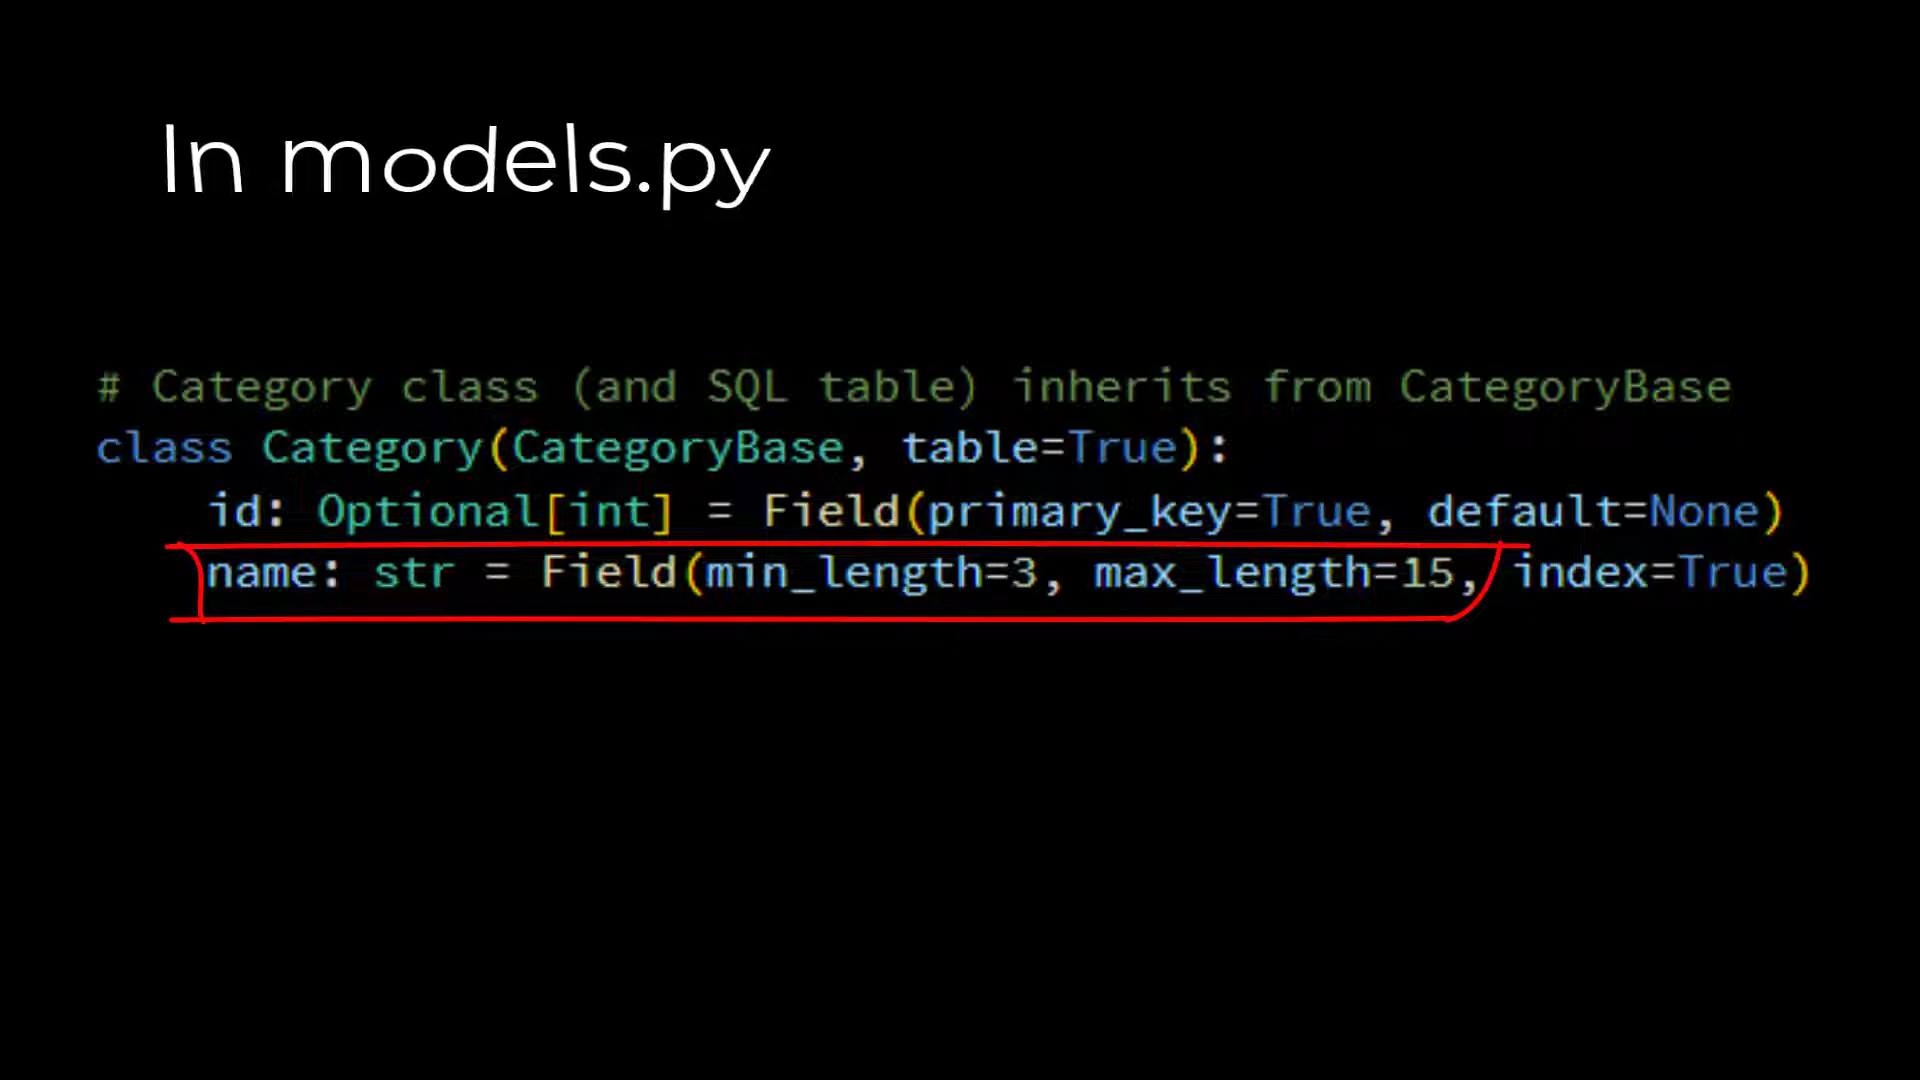 In models.py
# Category class (and SQL table) inherits from CategoryBase
class Category(CategoryBase, table=True):
    id: Optional[int] = Field(primary_key=True, default=None)
    name: str = Field(min_length=3, max_length=15, index=True)